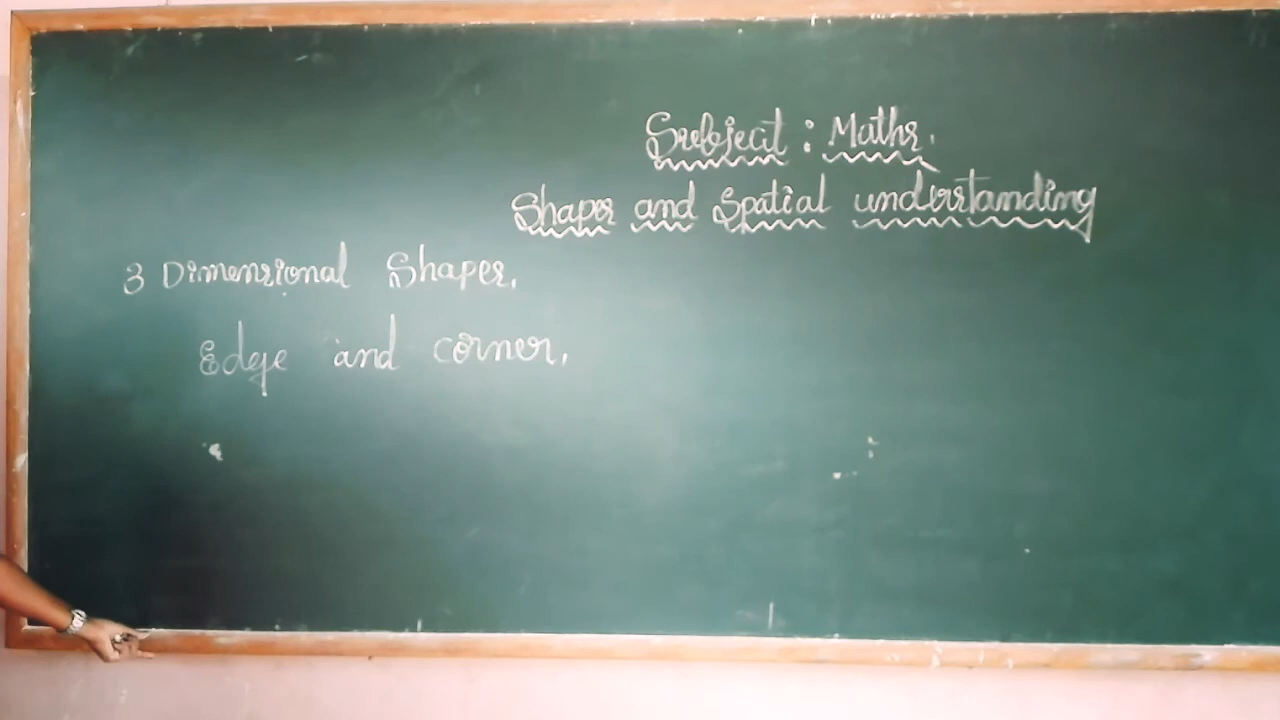 Subject : Maths.
Shapes and Spatial understanding
3 Dimensional Shapes.
Edge and corner.